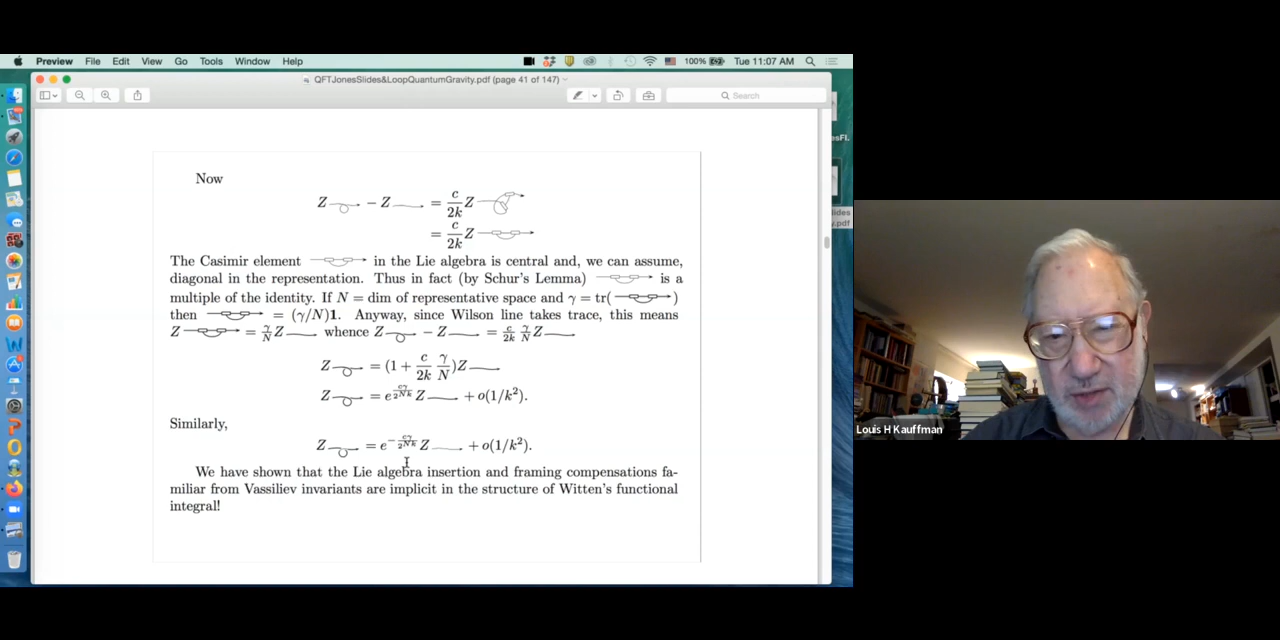 Preview File Edit View Go Tools Window Help 100% Tue 11:07 AM
QFTJonesSlides&LoopQuantumGravity.pdf (page 41 of 147)
Search
Now
Z - Z = c/2k Z
= c/2k Z
The Casimir element in the Lie algebra is central and, we can assume,
diagonal in the representation. Thus in fact (by Schur's Lemma) is a
multiple of the identity. If N = dim of representative space and γ = tr( )
then = (γ/N)1. Anyway, since Wilson line takes trace, this means
Z = γ/N Z whence Z - Z = c/2k γ/N Z
Z = (1 + c/2k γ/N)Z
Z = e^{cγ/2Nk} Z + o(1/k²).
Similarly,
Z = e^{-cγ/2Nk} Z + o(1/k²).
We have shown that the Lie algebra insertion and framing compensations fa-
miliar from Vassiliev invariants are implicit in the structure of Witten's functional
integral!
Louis H Kauffman